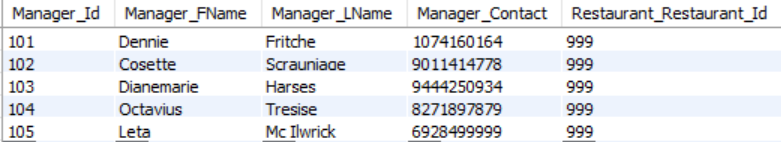 Manager_Id Manager_FName Manager_LName Manager_Contact Restaurant_Restaurant_Id
101 Dennie Fritche 1074160164 999
102 Cosette Scrauniage 9011414778 999
103 Dianemarie Harses 9444250934 999
104 Octavius Tresise 8271897879 999
105 Leta Mc Ilwrick 6928499999 999